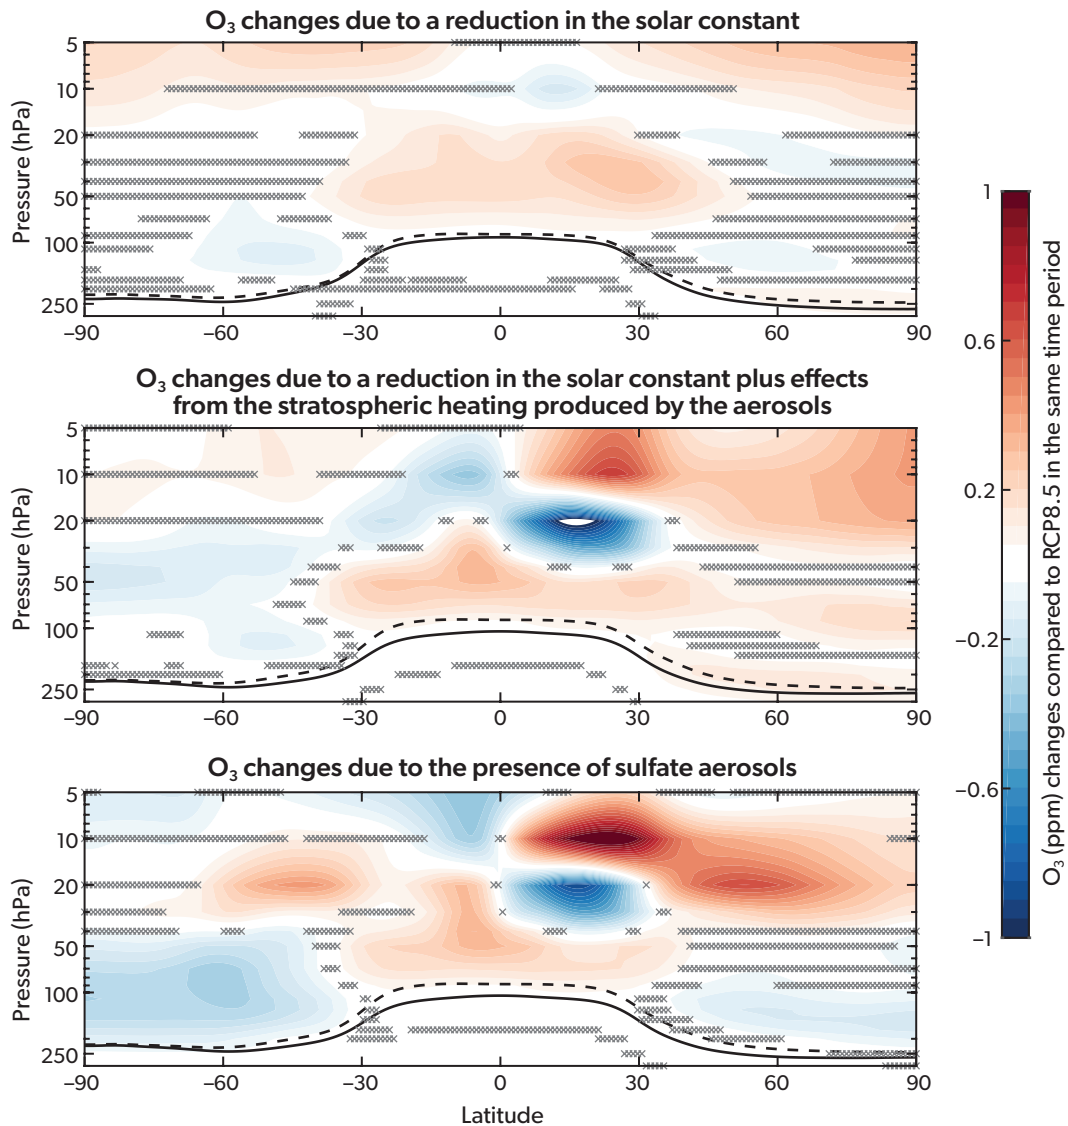 O₃ changes due to a reduction in the solar constant
Pressure (hPa)
5
10
20
50
100
250
−90 −60 −30 0 30 60 90
O₃ changes due to a reduction in the solar constant plus effects
from the stratospheric heating produced by the aerosols
Pressure (hPa)
5
10
20
50
100
250
−90 −60 −30 0 30 60 90
O₃ changes due to the presence of sulfate aerosols
Pressure (hPa)
5
10
20
50
100
250
−90 −60 −30 0 30 60 90
Latitude
1
0.6
0.2
−0.2
−0.6
−1
O₃ (ppm) changes compared to RCP8.5 in the same time period